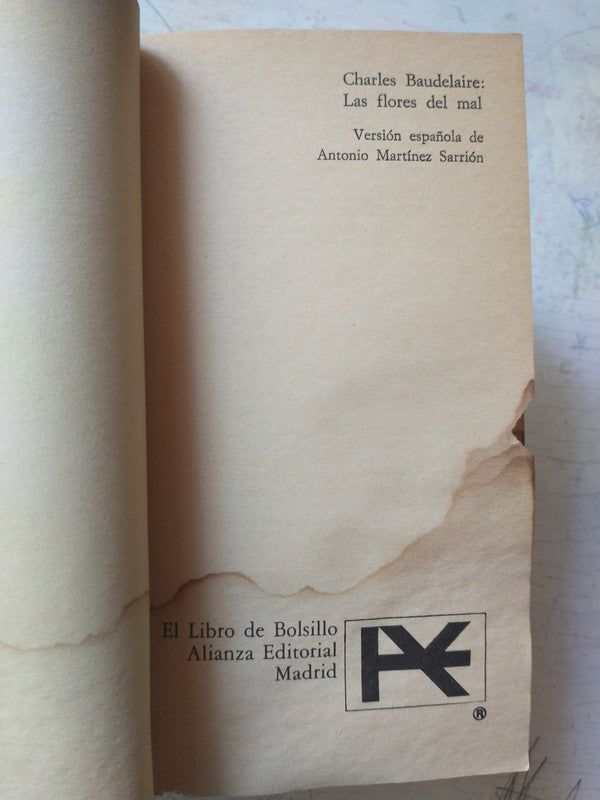 Charles Baudelaire:
Las flores del mal
Versión española de
Antonio Martínez Sarrión
El Libro de Bolsillo
Alianza Editorial
Madrid
®